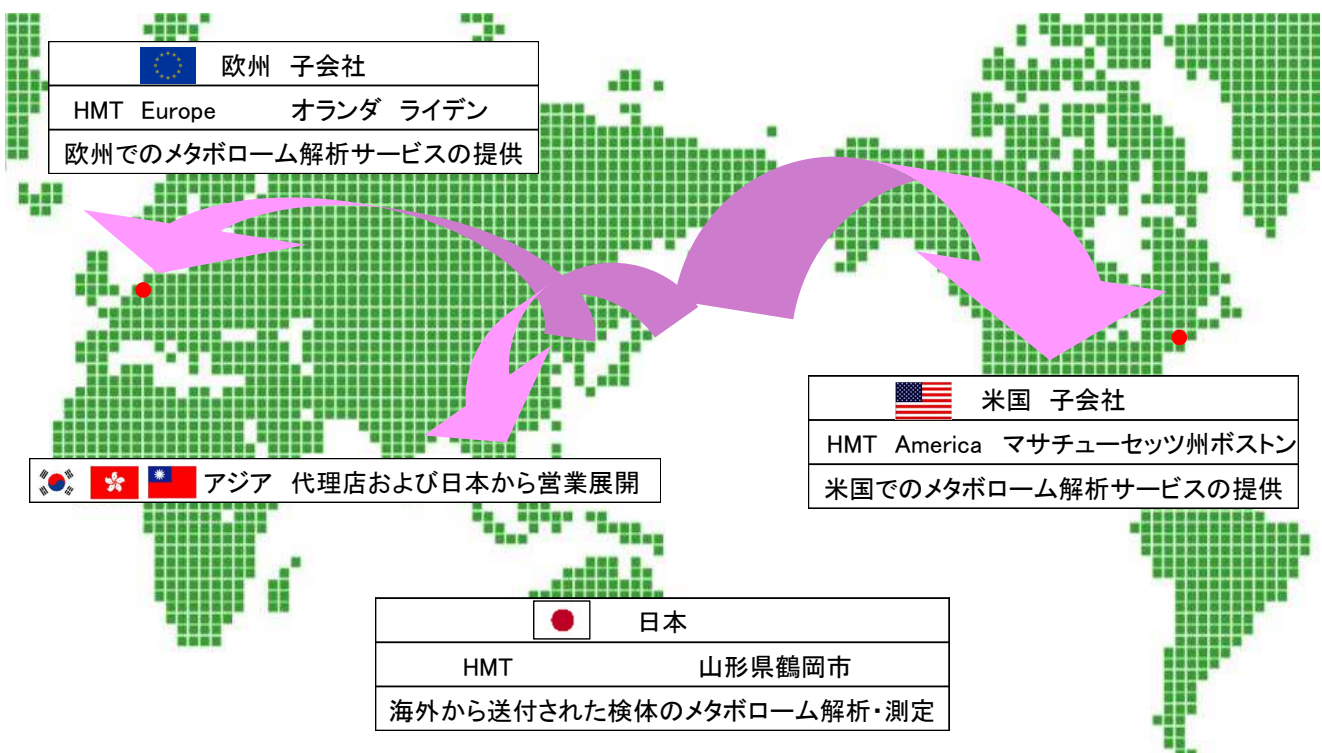 欧州 子会社
HMT Europe オランダ ライデン
欧州でのメタボローム解析サービスの提供
米国 子会社
HMT America マサチューセッツ州ボストン
米国でのメタボローム解析サービスの提供
アジア 代理店および日本から営業展開
日本
HMT 山形県鶴岡市
海外から送付された検体のメタボローム解析・測定